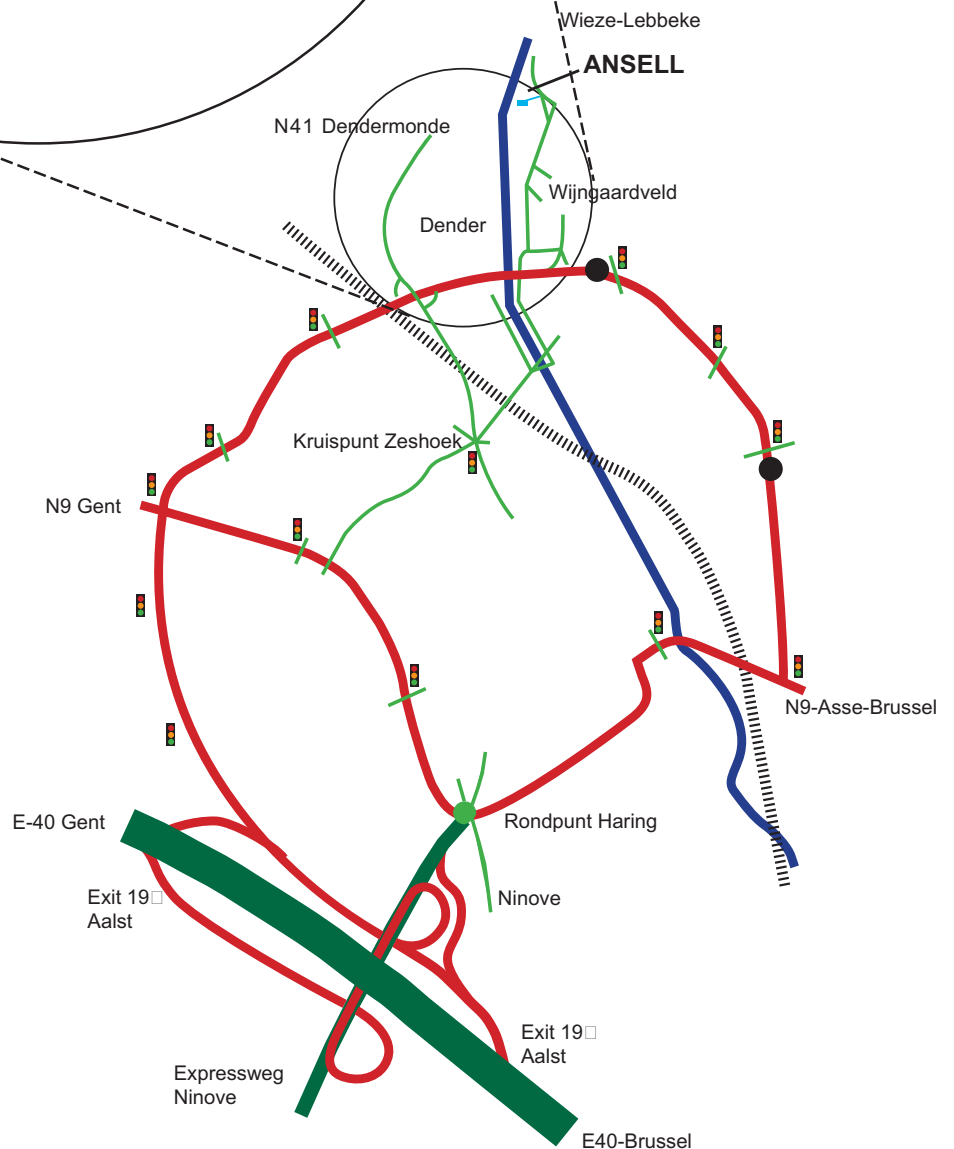 Wieze-Lebbeke
ANSELL
N41 Dendermonde
Wijngaardveld
Dender
Kruispunt Zeshoek
N9 Gent
N9-Asse-Brussel
E-40 Gent
Rondpunt Haring
Exit 19
Aalst
Ninove
Exit 19
Aalst
Expressweg
Ninove
E40-Brussel